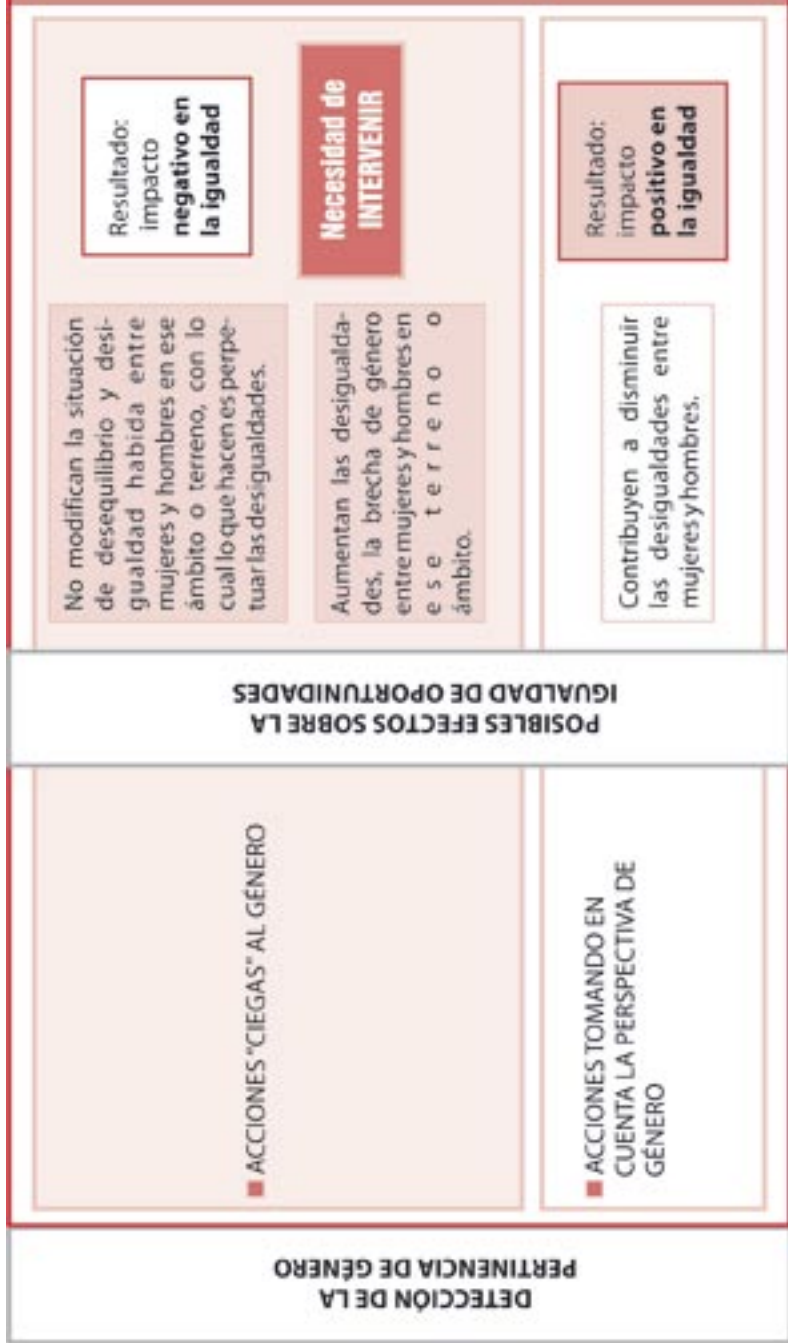 DETECCIÓN DE LA
PERTINENCIA DE GÉNERO
■ ACCIONES "CIEGAS" AL GÉNERO
■ ACCIONES TOMANDO EN
CUENTA LA PERSPECTIVA DE
GÉNERO
POSIBLES EFECTOS SOBRE LA
IGUALDAD DE OPORTUNIDADES
No modifican la situación
de desequilibrio y desi-
gualdad habida entre
mujeres y hombres en ese
ámbito o terreno, con lo
cual lo que hacen es perpe-
tuar las desigualdades.
Resultado:
impacto
negativo en
la igualdad
Aumentan las desigualda-
des, la brecha de género
entre mujeres y hombres en
ese terreno o
ámbito.
Necesidad de
INTERVENIR
Contribuyen a disminuir
las desigualdades entre
mujeres y hombres.
Resultado:
impacto
positivo en
la igualdad